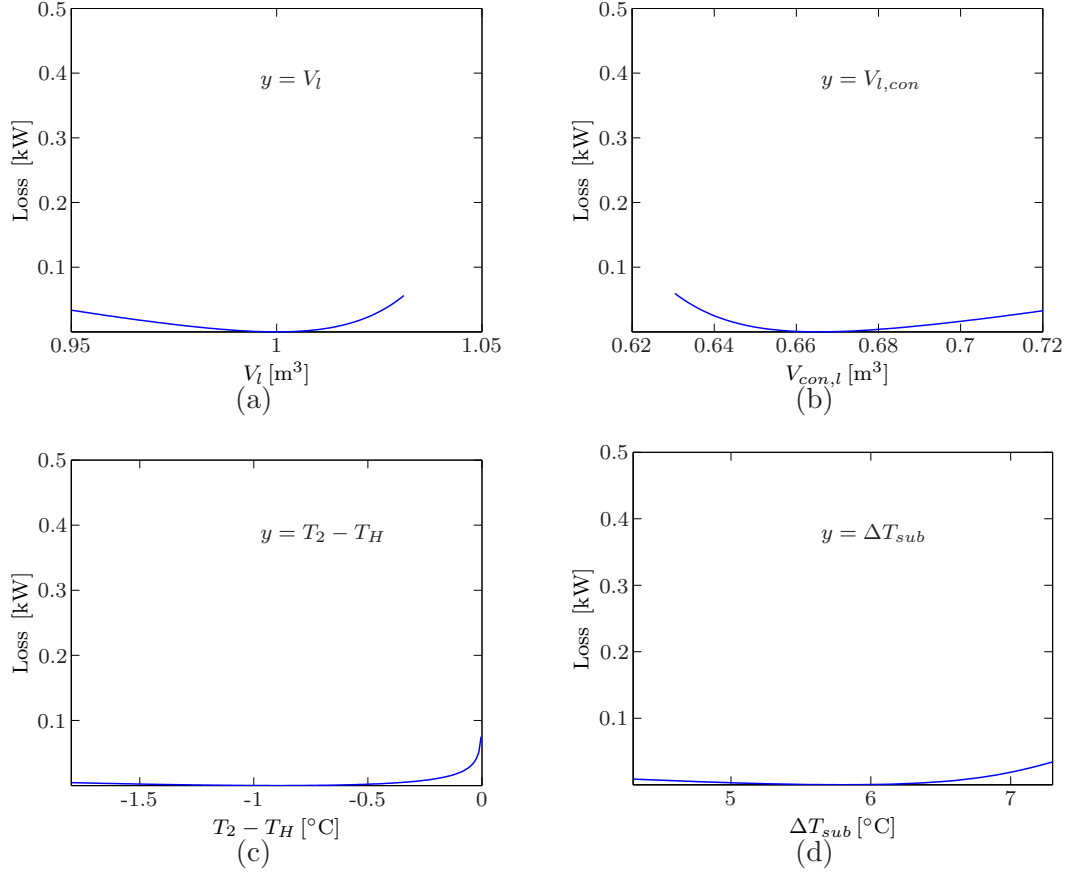 0.5
0.4
0.3
0.2
0.1
Loss [kW]
y = V_l
0.95 1 1.05
V_l [m³]
(a)
0.5
0.4
0.3
0.2
0.1
Loss [kW]
y = V_{l,con}
0.62 0.64 0.66 0.68 0.7 0.72
V_{con,l} [m³]
(b)
0.5
0.4
0.3
0.2
0.1
Loss [kW]
y = T_2 − T_H
-1.5 -1 -0.5 0
T_2 − T_H [°C]
(c)
0.5
0.4
0.3
0.2
0.1
Loss [kW]
y = ΔT_{sub}
5 6 7
ΔT_{sub} [°C]
(d)